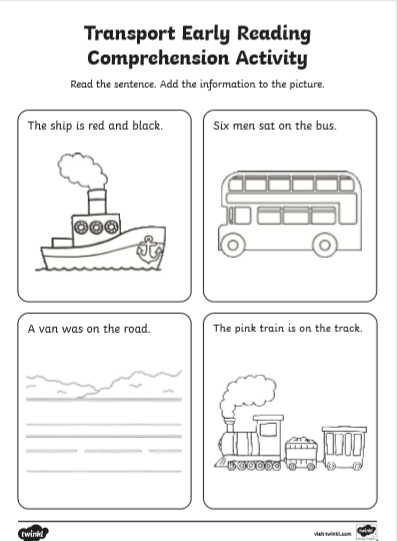 Transport Early Reading
Comprehension Activity
Read the sentence. Add the information to the picture.
The ship is red and black.
Six men sat on the bus.
A van was on the road.
The pink train is on the track.
twinkl
visit twinkl.com
twinkl